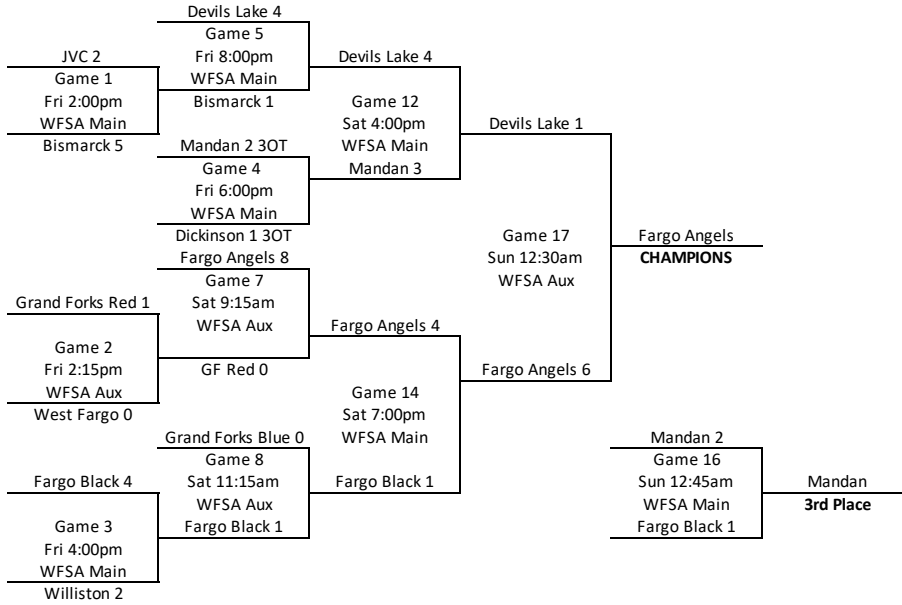 Devils Lake 4
Game 5
Fri 8:00pm
WFSA Main
Bismarck 1
JVC 2
Game 1
Fri 2:00pm
WFSA Main
Bismarck 5
Devils Lake 4
Game 12
Sat 4:00pm
WFSA Main
Mandan 3
Mandan 2 3OT
Game 4
Fri 6:00pm
WFSA Main
Dickinson 1 3OT
Devils Lake 1
Game 17
Sun 12:30am
WFSA Aux
Fargo Angels 6
Fargo Angels
CHAMPIONS
Fargo Angels 8
Game 7
Sat 9:15am
WFSA Aux
GF Red 0
Grand Forks Red 1
Game 2
Fri 2:15pm
WFSA Aux
West Fargo 0
Fargo Angels 4
Game 14
Sat 7:00pm
WFSA Main
Fargo Black 1
Grand Forks Blue 0
Game 8
Sat 11:15am
WFSA Aux
Fargo Black 1
Fargo Black 4
Game 3
Fri 4:00pm
WFSA Main
Williston 2
Mandan 2
Game 16
Sun 12:45am
WFSA Main
Fargo Black 1
Mandan
3rd Place